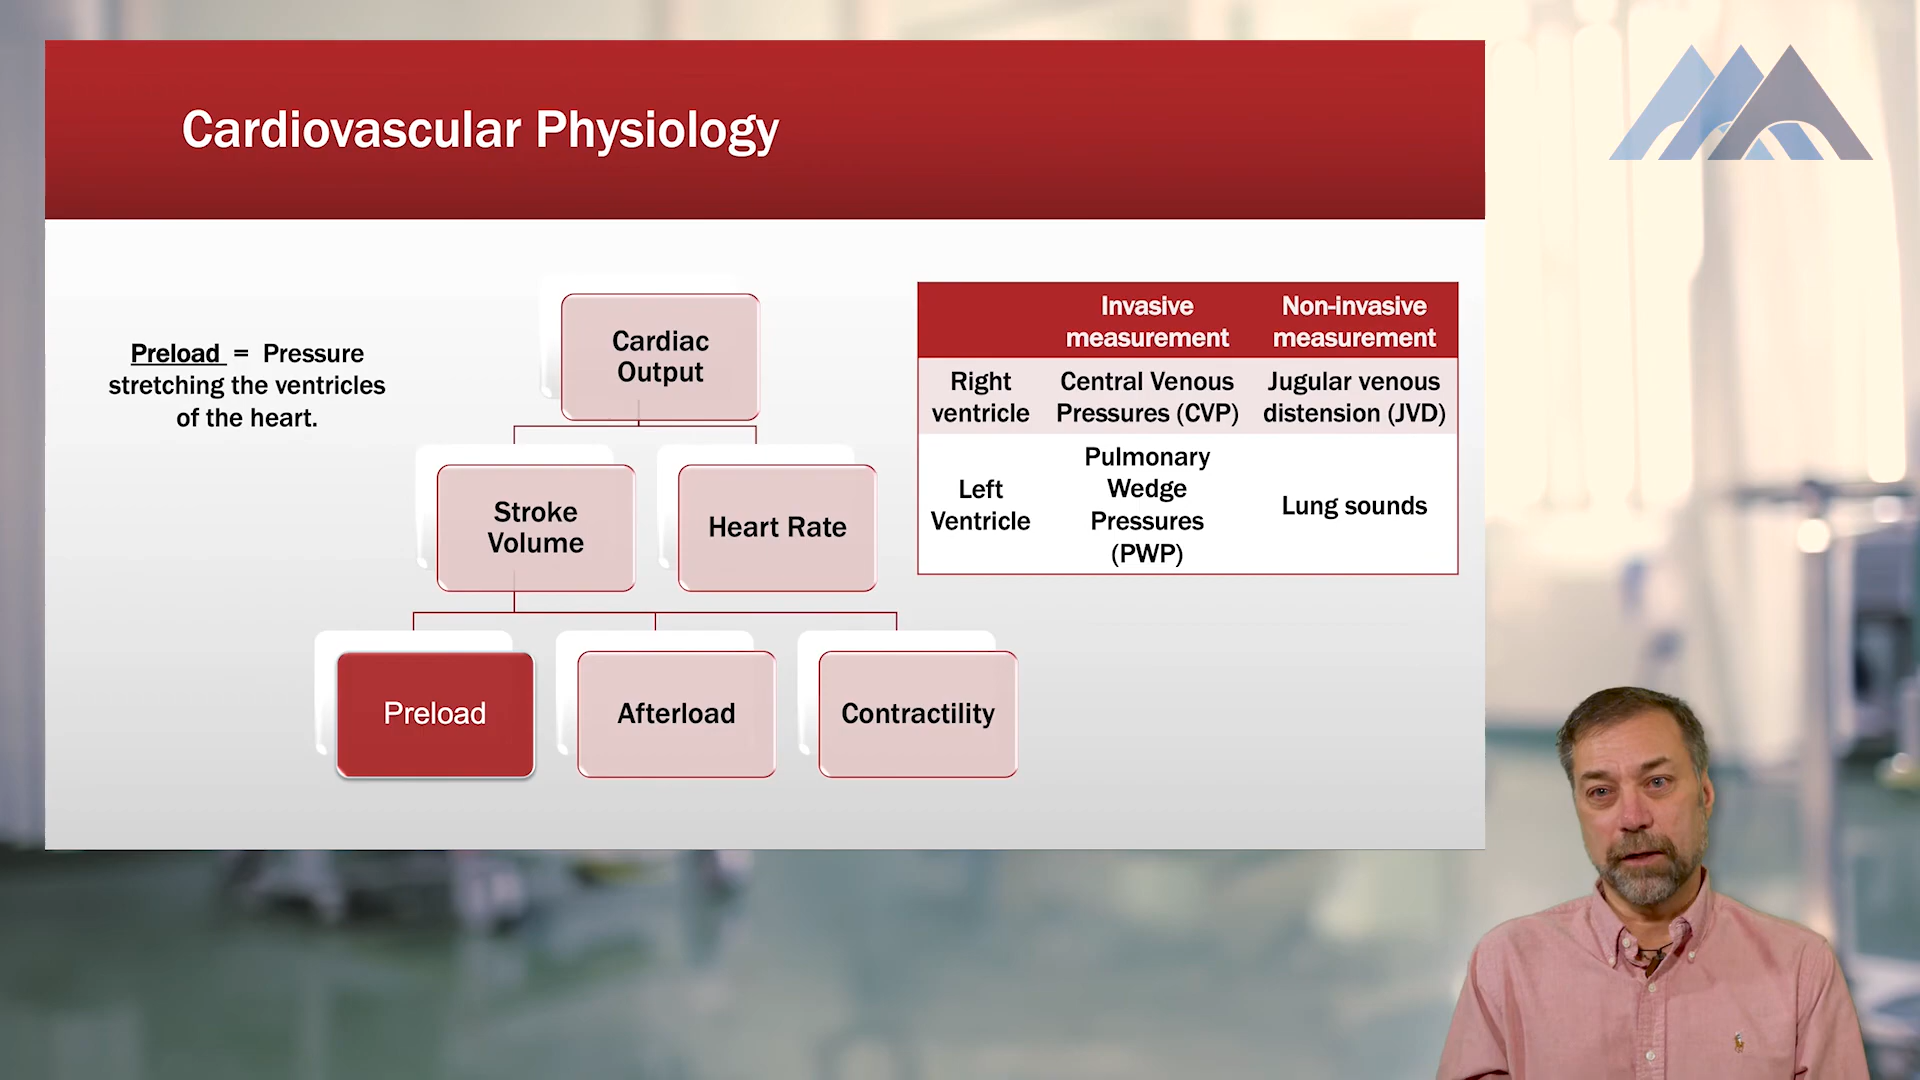 Cardiovascular Physiology
Preload = Pressure
stretching the ventricles
of the heart.
Cardiac
Output
Stroke
Volume
Heart Rate
Preload
Afterload
Contractility
Invasive
measurement
Non-invasive
measurement
Right
ventricle
Central Venous
Pressures (CVP)
Jugular venous
distension (JVD)
Left
Ventricle
Pulmonary
Wedge
Pressures
(PWP)
Lung sounds